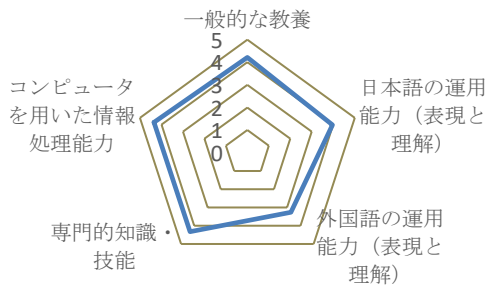 一般的な教養
5
4
3
2
1
0
日本語の運用
能力（表現と
理解）
外国語の運用
能力（表現と
理解）
専門的知識・
技能
コンピュータ
を用いた情報
処理能力